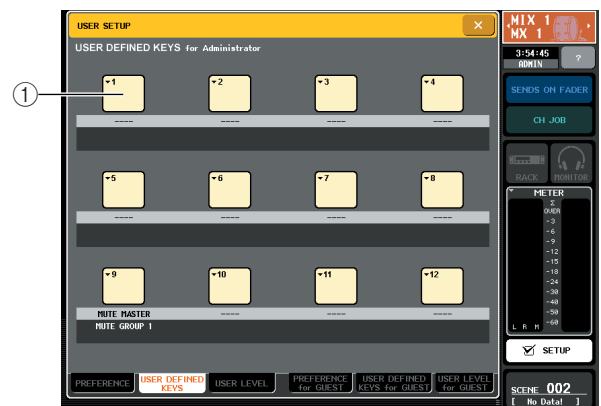 USER SETUP
×
USER DEFINED KEYS for Administrator
1
1
2
3
4
---- ---- ---- ----
5
6
7
8
---- ---- ---- ----
9
10
11
12
MUTE MASTER ---- ---- ----
MUTE GROUP 1
PREFERENCE
USER DEFINED
KEYS
USER LEVEL
PREFERENCE
for GUEST
USER DEFINED
KEYS for GUEST
USER LEVEL
for GUEST
MIX 1
MX 1
3:54:45
ADMIN
?
SENDS ON FADER
CH JOB
RACK
MONITOR
METER
Σ
OVER
-3
-6
-9
-12
-15
-18
-24
-30
-40
-50
-60
L R M
SETUP
SCENE 002
[ No Data! ]